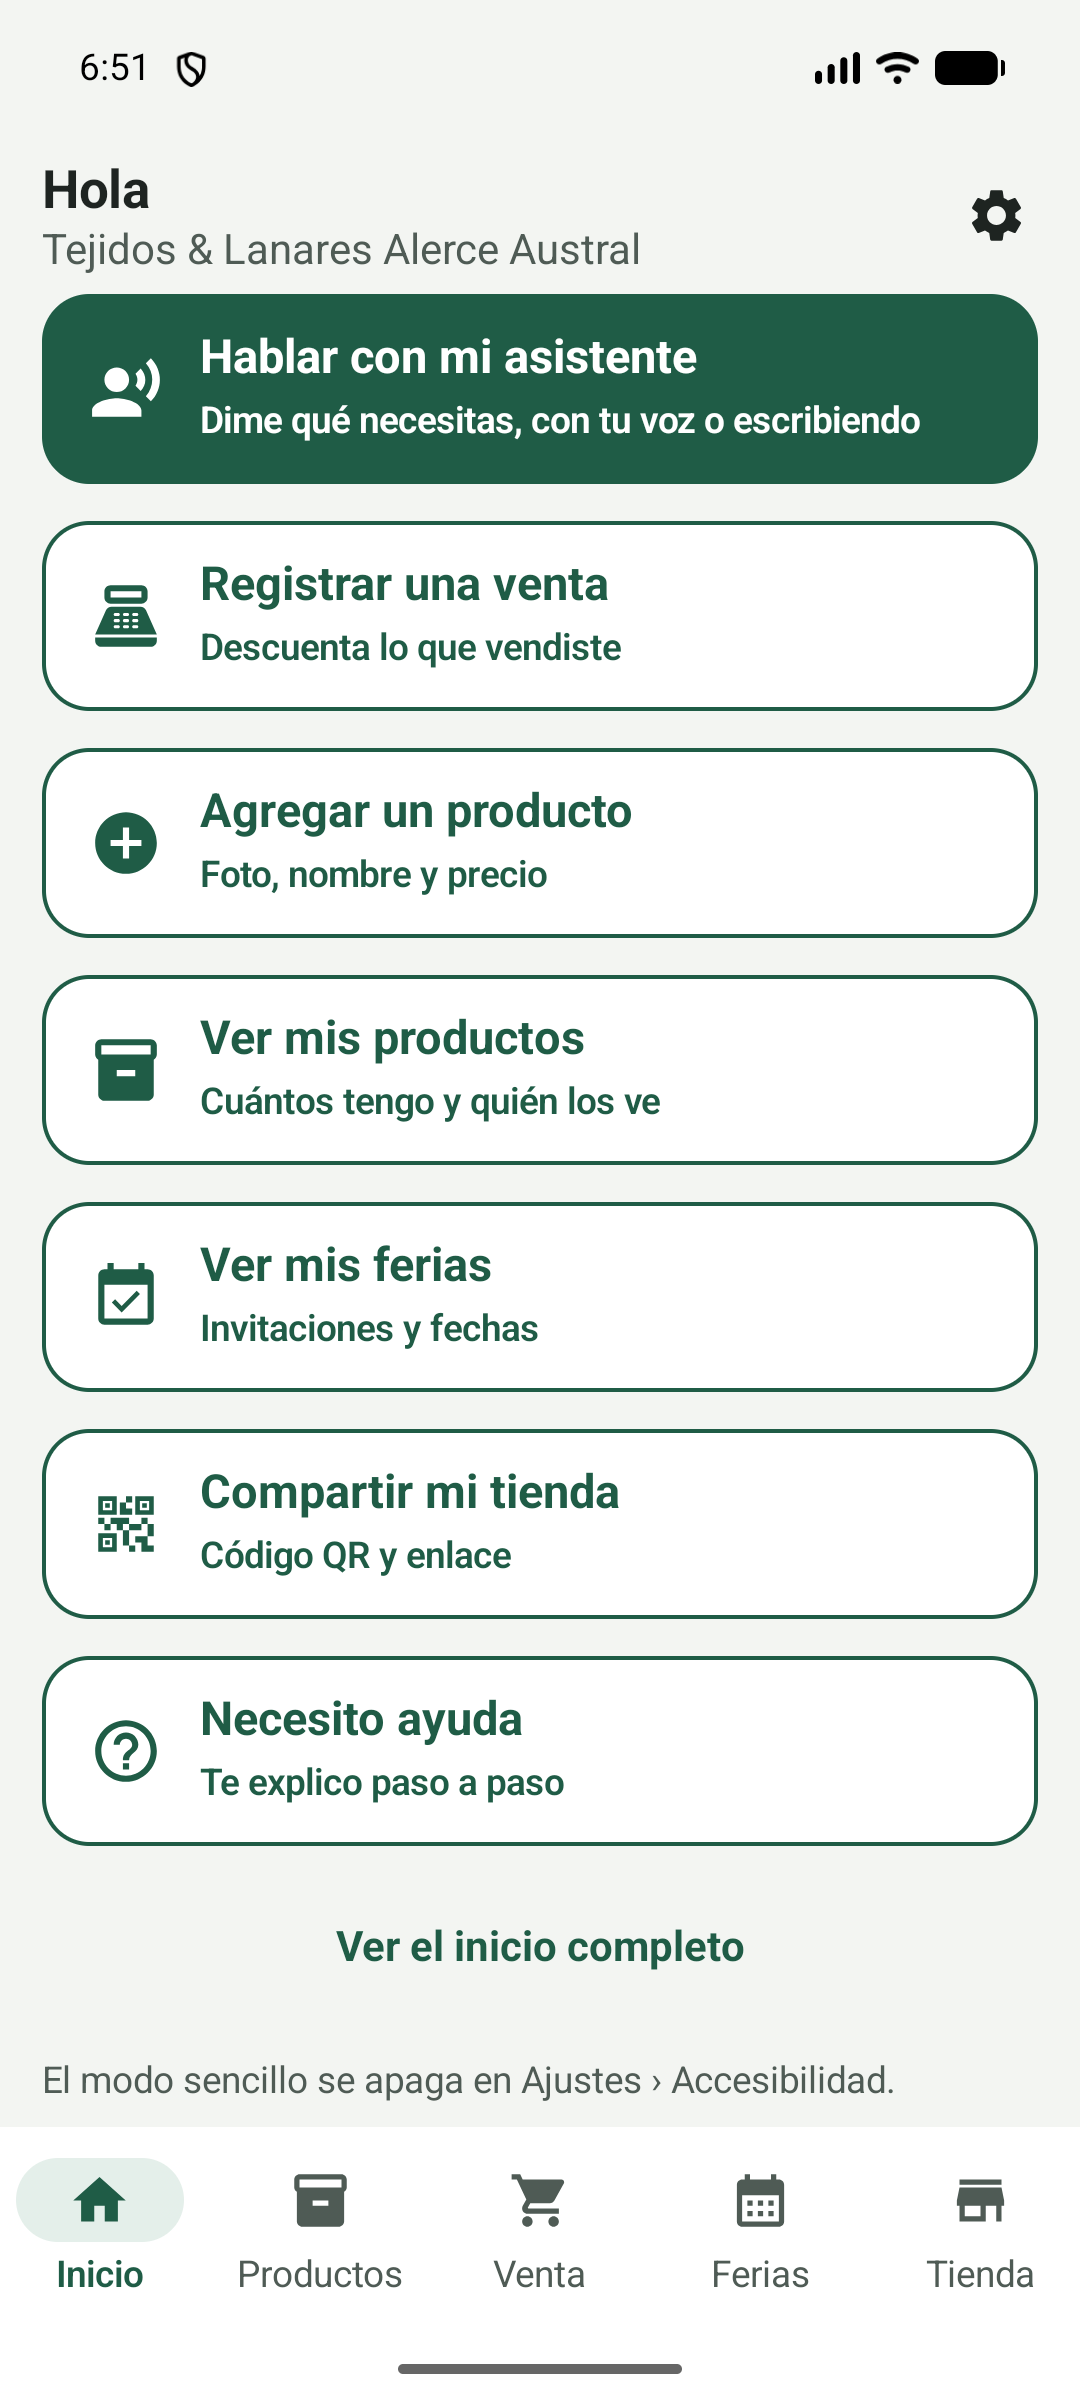 6:51
Hola
Tejidos & Lanares Alerce Austral
Hablar con mi asistente
Dime qué necesitas, con tu voz o escribiendo
Registrar una venta
Descuenta lo que vendiste
Agregar un producto
Foto, nombre y precio
Ver mis productos
Cuántos tengo y quién los ve
Ver mis ferias
Invitaciones y fechas
Compartir mi tienda
Código QR y enlace
Necesito ayuda
Te explico paso a paso
Ver el inicio completo
El modo sencillo se apaga en Ajustes › Accesibilidad.
Inicio
Productos
Venta
Ferias
Tienda